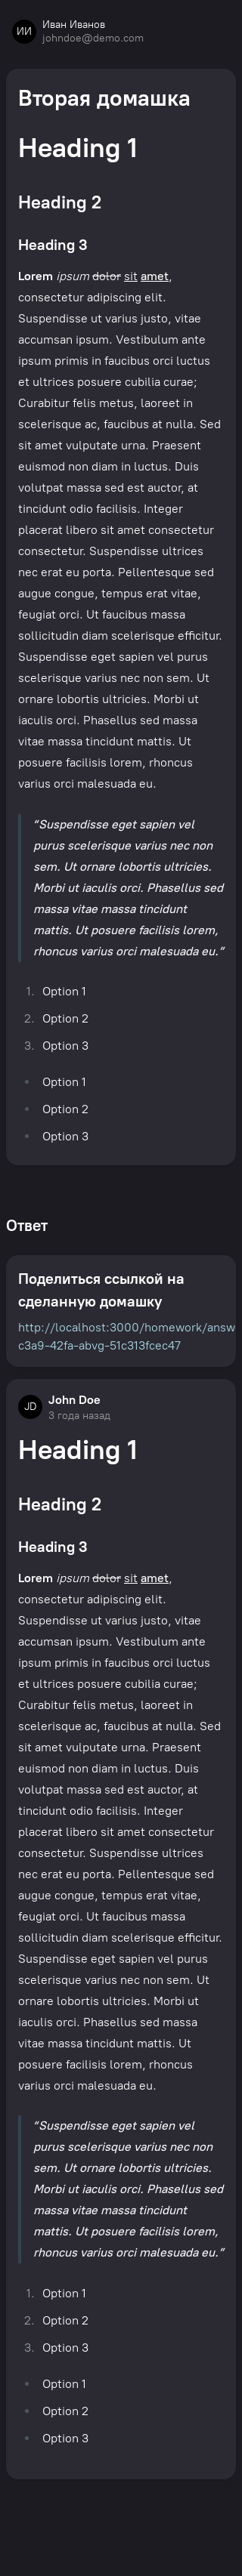 ИИ
Иван Иванов
johndoe@demo.com
Вторая домашка
Heading 1
Heading 2
Heading 3
Lorem ipsum dolor sit amet,
consectetur adipiscing elit.
Suspendisse ut varius justo, vitae
accumsan ipsum. Vestibulum ante
ipsum primis in faucibus orci luctus
et ultrices posuere cubilia curae;
Curabitur felis metus, laoreet in
scelerisque ac, faucibus at nulla. Sed
sit amet vulputate urna. Praesent
euismod non diam in luctus. Duis
volutpat massa sed est auctor, at
tincidunt odio facilisis. Integer
placerat libero sit amet consectetur
consectetur. Suspendisse ultrices
nec erat eu porta. Pellentesque sed
augue congue, tempus erat vitae,
feugiat orci. Ut faucibus massa
sollicitudin diam scelerisque efficitur.
Suspendisse eget sapien vel purus
scelerisque varius nec non sem. Ut
ornare lobortis ultricies. Morbi ut
iaculis orci. Phasellus sed massa
vitae massa tincidunt mattis. Ut
posuere facilisis lorem, rhoncus
varius orci malesuada eu.
“Suspendisse eget sapien vel
purus scelerisque varius nec non
sem. Ut ornare lobortis ultricies.
Morbi ut iaculis orci. Phasellus sed
massa vitae massa tincidunt
mattis. Ut posuere facilisis lorem,
rhoncus varius orci malesuada eu.”
1. Option 1
2. Option 2
3. Option 3
• Option 1
• Option 2
• Option 3
Ответ
Поделиться ссылкой на
сделанную домашку
http://localhost:3000/homework/answ
c3a9-42fa-abvg-51c313fcec47
JD
John Doe
3 года назад
Heading 1
Heading 2
Heading 3
Lorem ipsum dolor sit amet,
consectetur adipiscing elit.
Suspendisse ut varius justo, vitae
accumsan ipsum. Vestibulum ante
ipsum primis in faucibus orci luctus
et ultrices posuere cubilia curae;
Curabitur felis metus, laoreet in
scelerisque ac, faucibus at nulla. Sed
sit amet vulputate urna. Praesent
euismod non diam in luctus. Duis
volutpat massa sed est auctor, at
tincidunt odio facilisis. Integer
placerat libero sit amet consectetur
consectetur. Suspendisse ultrices
nec erat eu porta. Pellentesque sed
augue congue, tempus erat vitae,
feugiat orci. Ut faucibus massa
sollicitudin diam scelerisque efficitur.
Suspendisse eget sapien vel purus
scelerisque varius nec non sem. Ut
ornare lobortis ultricies. Morbi ut
iaculis orci. Phasellus sed massa
vitae massa tincidunt mattis. Ut
posuere facilisis lorem, rhoncus
varius orci malesuada eu.
“Suspendisse eget sapien vel
purus scelerisque varius nec non
sem. Ut ornare lobortis ultricies.
Morbi ut iaculis orci. Phasellus sed
massa vitae massa tincidunt
mattis. Ut posuere facilisis lorem,
rhoncus varius orci malesuada eu.”
1. Option 1
2. Option 2
3. Option 3
• Option 1
• Option 2
• Option 3